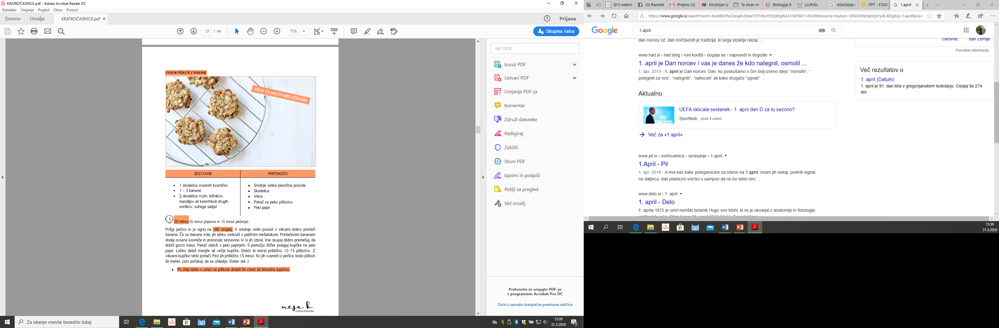 KRATKOČASNICE.pdf - Adobe Acrobat Reader DC
Datoteka Urejanje Pogled Okno Pomoč
Domov Orodja KRATKOČASNICE.pdf × Prijava
21 / 64 71% Skupna raba
OVSENI PIŠKOTI Z BANANO
IDEJA ZA MALICO MED UČENJEM
SESTAVINE
• 1 skodelica ovsenih kosmičev
• 1 - 3 banane
• ½ skodelice rozin, lešnikov,
mandljev ali katerihkoli drugih
oreškov, suhega sadja)
PRIPOMOČKI
• Srednje velika plastična posoda
• Skodelica
• Vilice
• Pekač za peko piškotov
• Peki papir
20 minut (5 minut priprave in 15 minut pečenja)
Prižgi pečico in jo ogrej na 180 stopinj. V srednje veliki posodi z vilicami dobro pretlači
banane. Če so banane trde, jih lahko zmiksaš s paličnim mešalnikom. Pretlačenim bananam
dodaj ovsene kosmiče in preostale sestavine, ki si jih izbral. Vse skupaj dobro premešaj, da
dobiš gosto maso. Pekač obloži s peki papirjem. S pomočjo žličke polagaj kupčke na peki
papir. Lahko delaš manjše ali večje kupčke. Dobiti bi moral približno 12-15 piškotov. Z
vilicami kupčke rahlo potlači. Peci jih približno 15 minut. Ko jih vzameš iz pečice, bodo piškoti
še mehki, zato počakaj, da se ohladijo. Dober tek ;)
• Po želji lahko v zmes za piškote dodaš še cimet ali limonino lupinico.
neja k.
Išči 'OCR'
Izvozi PDF
Ustvari PDF
Urejanje PDF-ja
Komentar
Združi datoteke
Redigiraj
Zaščiti
Stisni PDF
Izpolni in podpiši
Pošlji za pregled
Več orodij
Pretvorite in urejajte PDF-je
s programom Acrobat Pro DC
Začni z uporabo brezplačne preskusne različice
Za iskanje vnesite besedilo tukaj
15:39
31.3.2020
3
(61) webma (3) Razredr Prejeto (2) Modrijan iz Ta stran ni Biologija 9 Lo.Polis določanje s PPT - FOSI 1.april
https://www.google.si/search?sxsrf=ALeKk03hsZzeujbUQvw7zFTiNuYE0zj9Eg%3A1585661143399&source=hp&ei=10SDXrPpFajnrgTcy4C4Dg&q=1.april&oq=
Google 1.april
dan norcev oz. dan norčavosti je tradicija, ki sega stoletja nazaj ...
www.had.si › had blog / roni kordiš › dogaja se › napovedi in dogodki
1. april je Dan norcev / vas je danes že kdo nategnil, osmolil ...
1. apr. 2019 - 1. april je Dan norcev. Dan, ko poskušamo s čim bolj izvirno idejo “osmoliti”, “
potegniti za nos”, “nategniti”, “nahecati” ali kako drugače “ugnati” ...
Aktualno
UEFA sklicala sestanek - 1. april dan D za to sezono?
Sportklub · pred 4 urami
Več za »1.april«
www.pil.si › svetovalnica › vprasanje › 1-april
1.April - Pil
1. apr. 2018 - A ima kdo kake potegavscine za starse na 1.april. Imam jih nekaj: prekriti signal
na daljincu, dati plasticno vrecko v sampon da ne bo tekel ven, ...
www.delo.si › 1. april
1. april - Delo
1. aprila 1872 je umrl nemški botanik Hugo von Mohl, ki se je ukvarjal z anatomijo in fiziologijo
čarovnic dan Zemlje
Povratne informacije
Več rezultatov o
1. april (Datum)
1. april je 91. dan leta v gregorijanskem koledarju. Ostaja še 274
dni.
15:39
31.3.2020